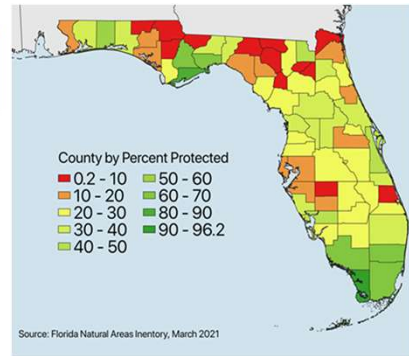 County by Percent Protected
0.2 - 10
10 - 20
20 - 30
30 - 40
40 - 50
50 - 60
60 - 70
80 - 90
90 - 96.2
Source: Florida Natural Areas Inentory, March 2021